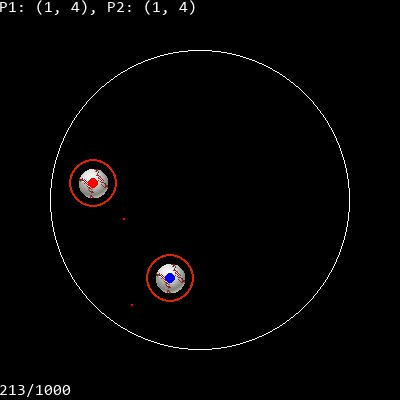 P1: (1, 4), P2: (1, 4)
213/1000